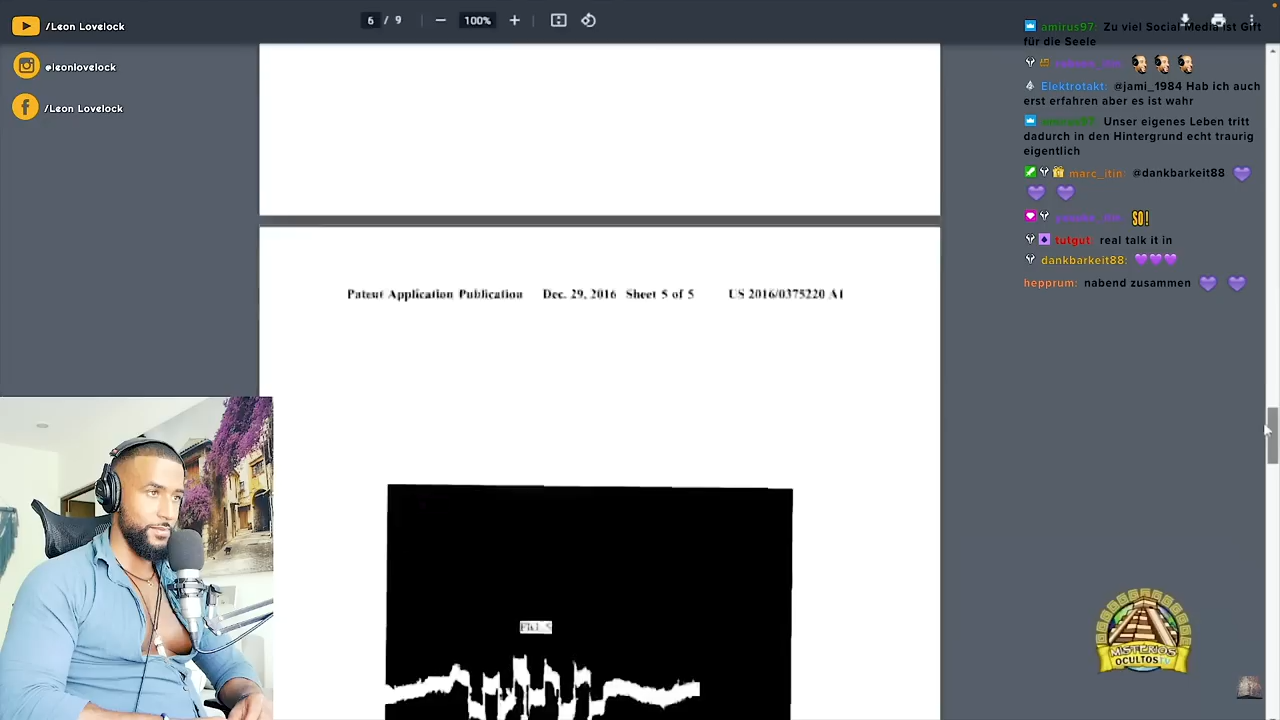 /Leon Lovelock
@leonlovelock
/Leon Lovelock
6 / 9
100%
Patent Application Publication Dec. 29, 2016 Sheet 5 of 5 US 2016/0375220 A1
amirus97: Zu viel Social Media ist Gift
für die Seele
Elektrotakt: @jami_1984 Hab ich auch
erst erfahren aber es ist wahr
amirus97: Unser eigenes Leben tritt
dadurch in den Hintergrund echt traurig
eigentlich
marc_itin: @dankbarkeit88
SO!
tutgut: real talk it in
dankbarkeit88:
hepprum: nabend zusammen
MISTERIOS
OCULTOSTV